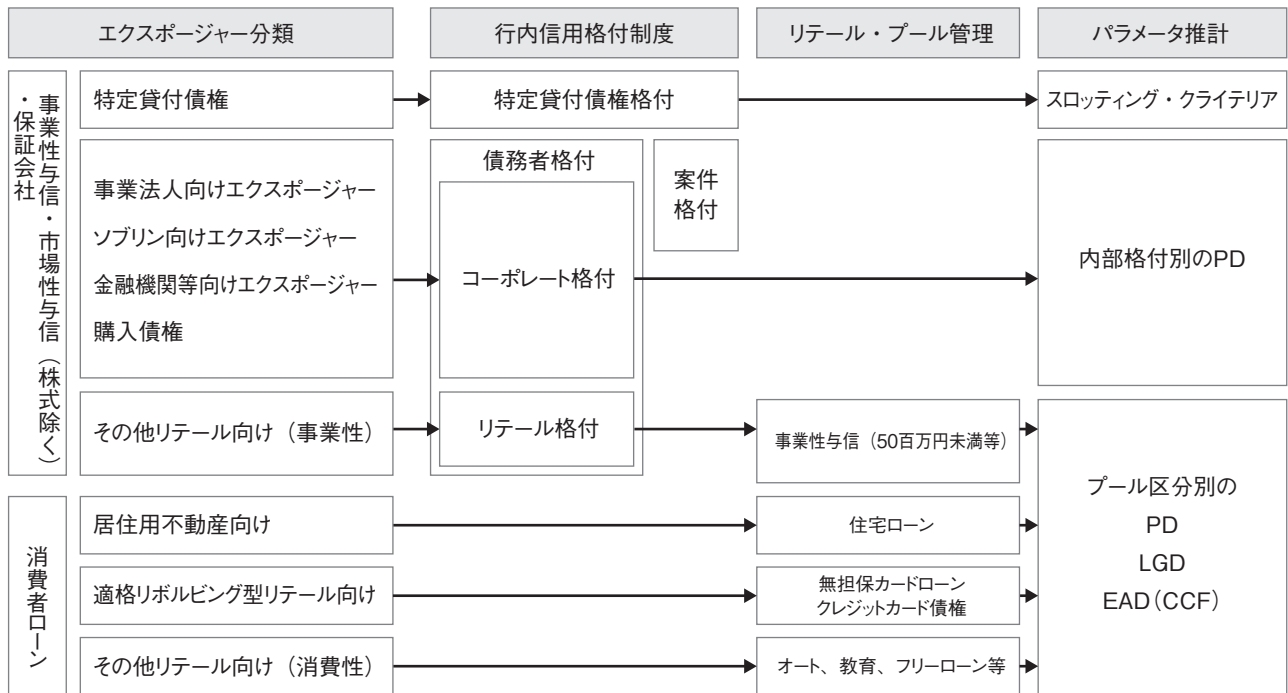 エクスポージャー分類
行内信用格付制度
リテール・プール管理
パラメータ推計
事業性与信・市場性与信（株式除く）
・保証会社
特定貸付債権
特定貸付債権格付
スロッティング・クライテリア
事業法人向けエクスポージャー
ソブリン向けエクスポージャー
金融機関等向けエクスポージャー
購入債権
債務者格付
コーポレート格付
案件
格付
内部格付別のPD
その他リテール向け（事業性）
リテール格付
事業性与信（50百万円未満等）
プール区分別の
PD
LGD
EAD（CCF）
消費者ローン
居住用不動産向け
住宅ローン
適格リボルビング型リテール向け
無担保カードローン
クレジットカード債権
その他リテール向け（消費性）
オート、教育、フリーローン等